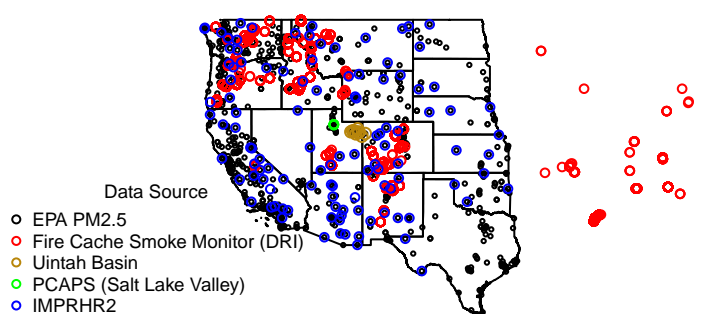 Data Source
EPA PM2.5
Fire Cache Smoke Monitor (DRI)
Uintah Basin
PCAPS (Salt Lake Valley)
IMPRHR2